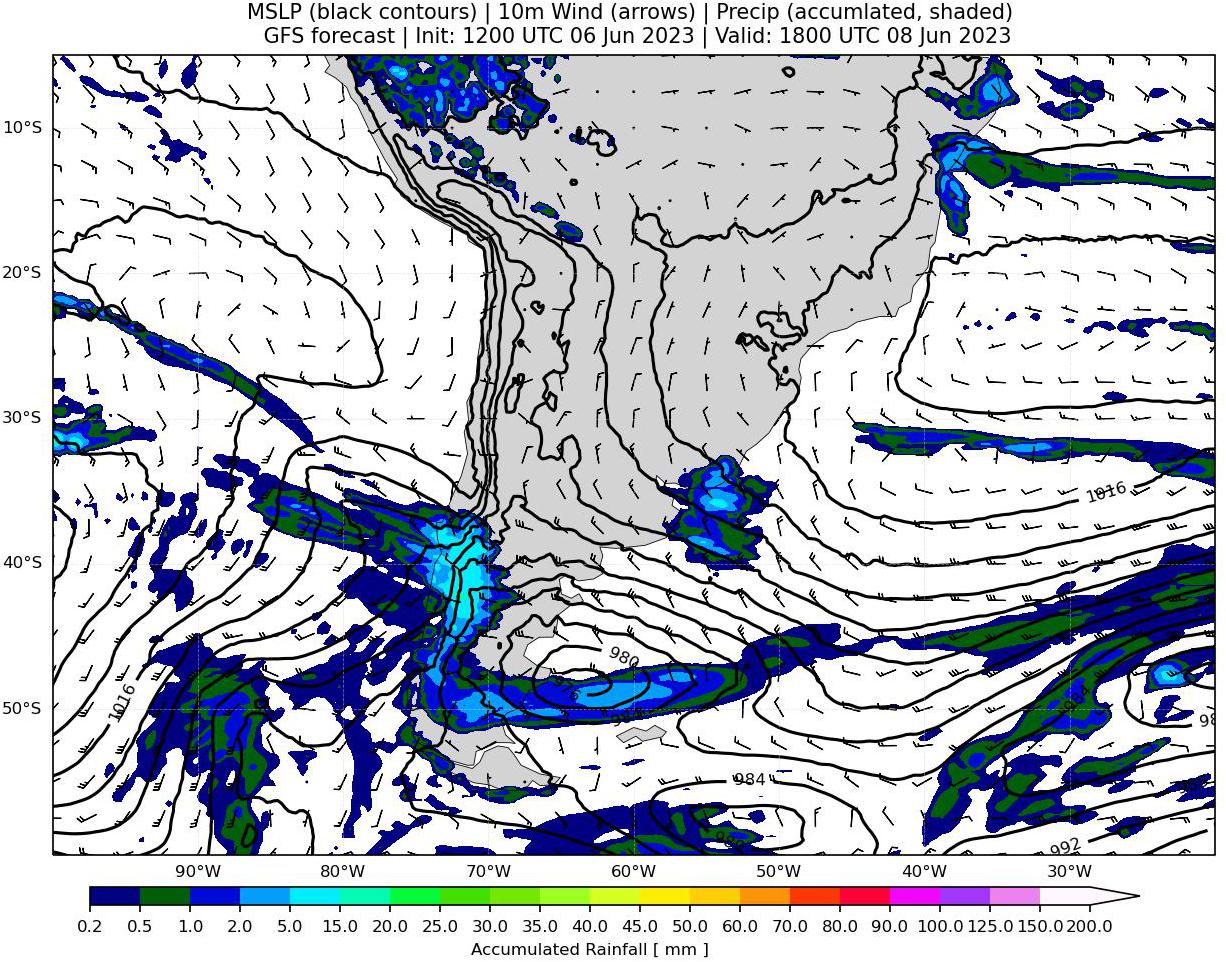 MSLP (black contours) | 10m Wind (arrows) | Precip (accumlated, shaded)
GFS forecast | Init: 1200 UTC 06 Jun 2023 | Valid: 1800 UTC 08 Jun 2023
10°S
20°S
30°S
40°S
50°S
1016
980
976
1016
984
984
992
90°W 80°W 70°W 60°W 50°W 40°W 30°W
0.2 0.5 1.0 2.0 5.0 10.0 15.0 20.0 25.0 30.0 35.0 40.0 45.0 50.0 60.0 70.0 80.0 90.0 100.0 125.0 150.0 200.0
Accumulated Rainfall [ mm ]